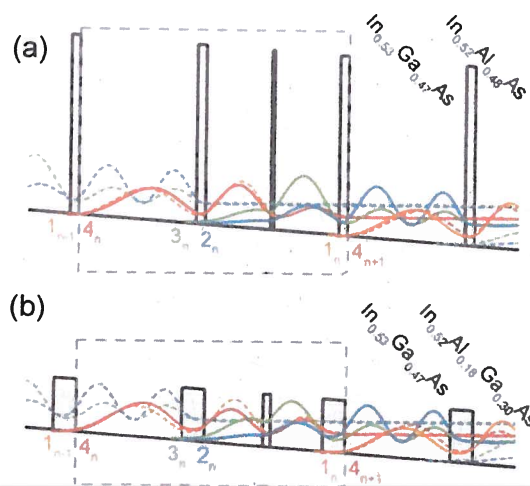 (a)
In0.53Ga0.47As
In0.52Al0.48As
1n-1 4n 3n 2n 1n 4n+1
(b)
In0.53Ga0.47As
In0.52Al0.18Ga0.30As
1n-1 4n 3n 2n 1n 4n+1